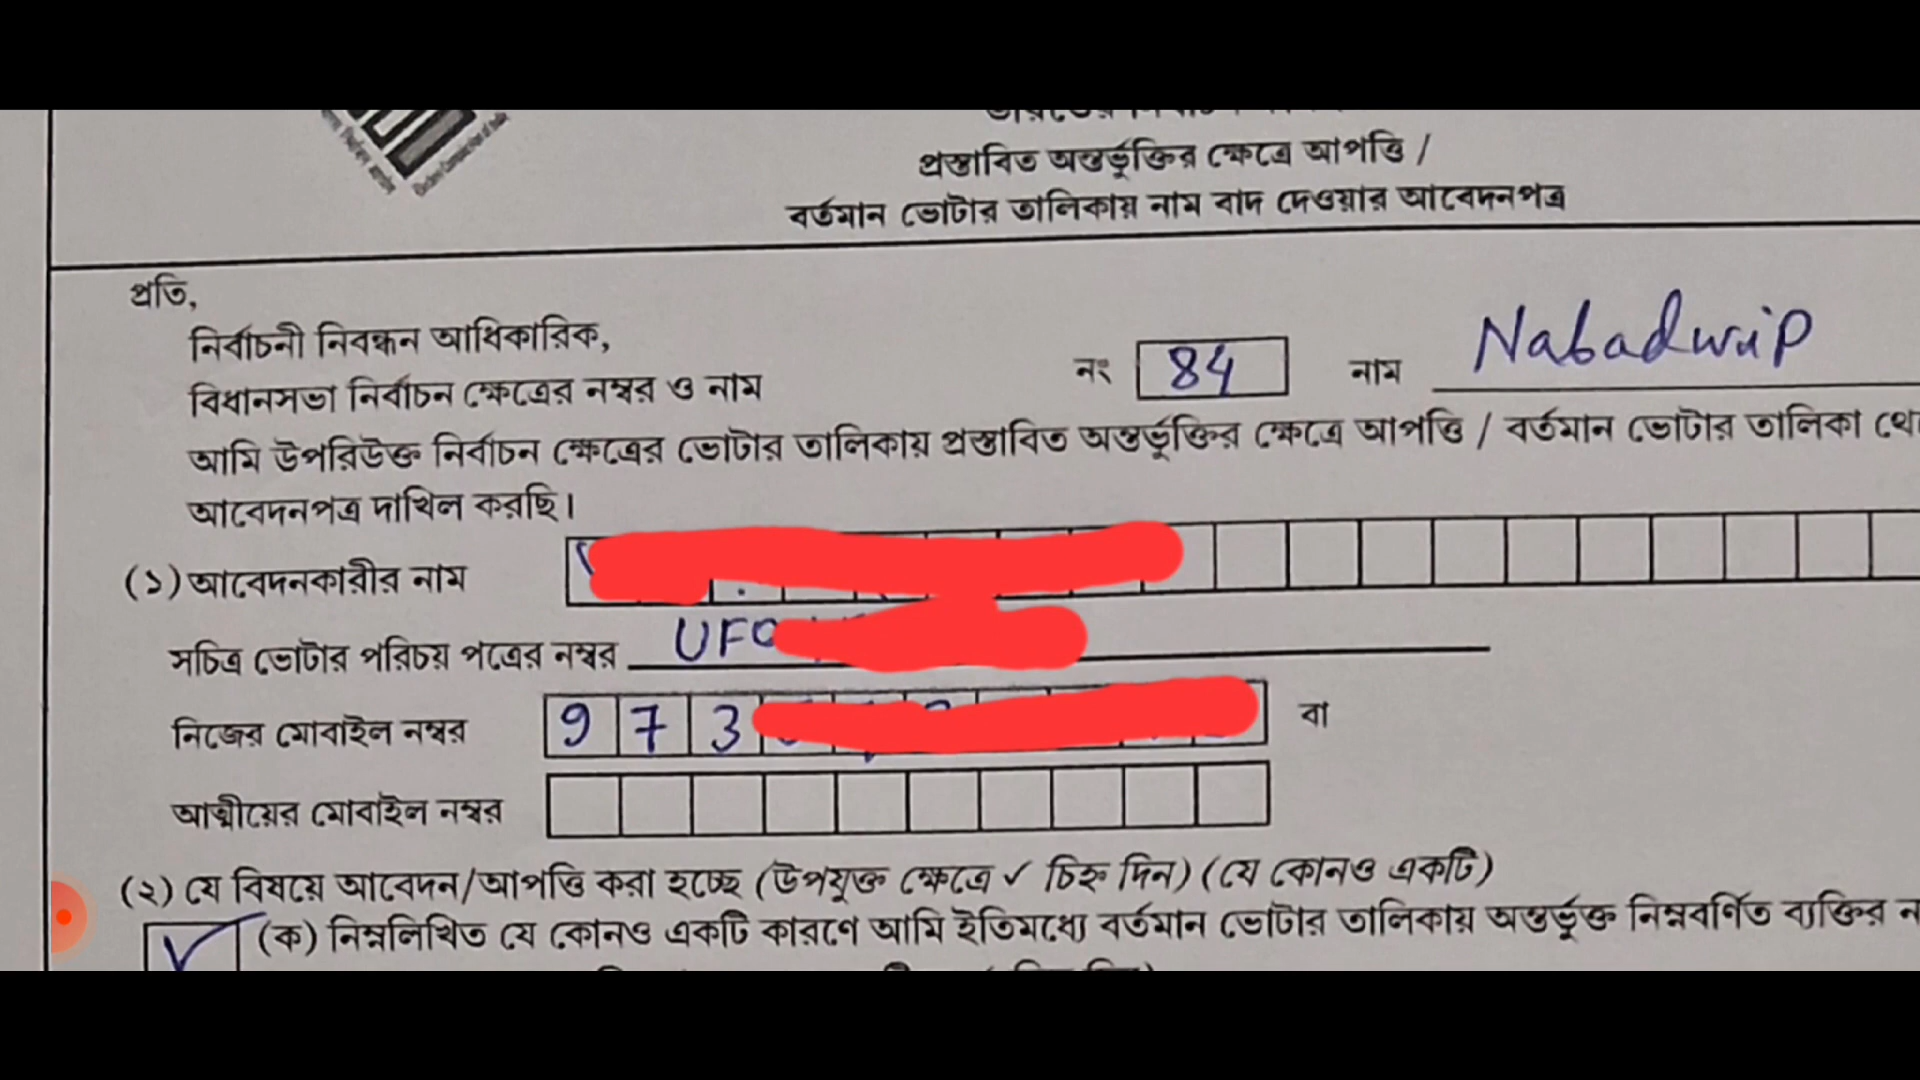 প্রস্তাবিত অন্তর্ভুক্তির ক্ষেত্রে আপত্তি /
বর্তমান ভোটার তালিকায় নাম বাদ দেওয়ার আবেদনপত্র
প্রতি,
নির্বাচনী নিবন্ধন আধিকারিক,
বিধানসভা নির্বাচন ক্ষেত্রের নম্বর ও নাম নং 84 নাম Nabadwip
আমি উপরিউক্ত নির্বাচন ক্ষেত্রের ভোটার তালিকায় প্রস্তাবিত অন্তর্ভুক্তির ক্ষেত্রে আপত্তি / বর্তমান ভোটার তালিকা
আবেদনপত্র দাখিল করছি।
(১) আবেদনকারীর নাম
সচিত্র ভোটার পরিচয় পত্রের নম্বর UF
নিজের মোবাইল নম্বর 973 বা
আত্মীয়ের মোবাইল নম্বর
(২) যে বিষয়ে আবেদন/আপত্তি করা হচ্ছে (উপযুক্ত ক্ষেত্রে ✓ চিহ্ন দিন) (যে কোনও একটি)
✓ (ক) নিম্নলিখিত যে কোনও একটি কারণে আমি ইতিমধ্যে বর্তমান ভোটার তালিকায় অন্তর্ভুক্ত নিম্নবর্ণিত ব্যক্তির